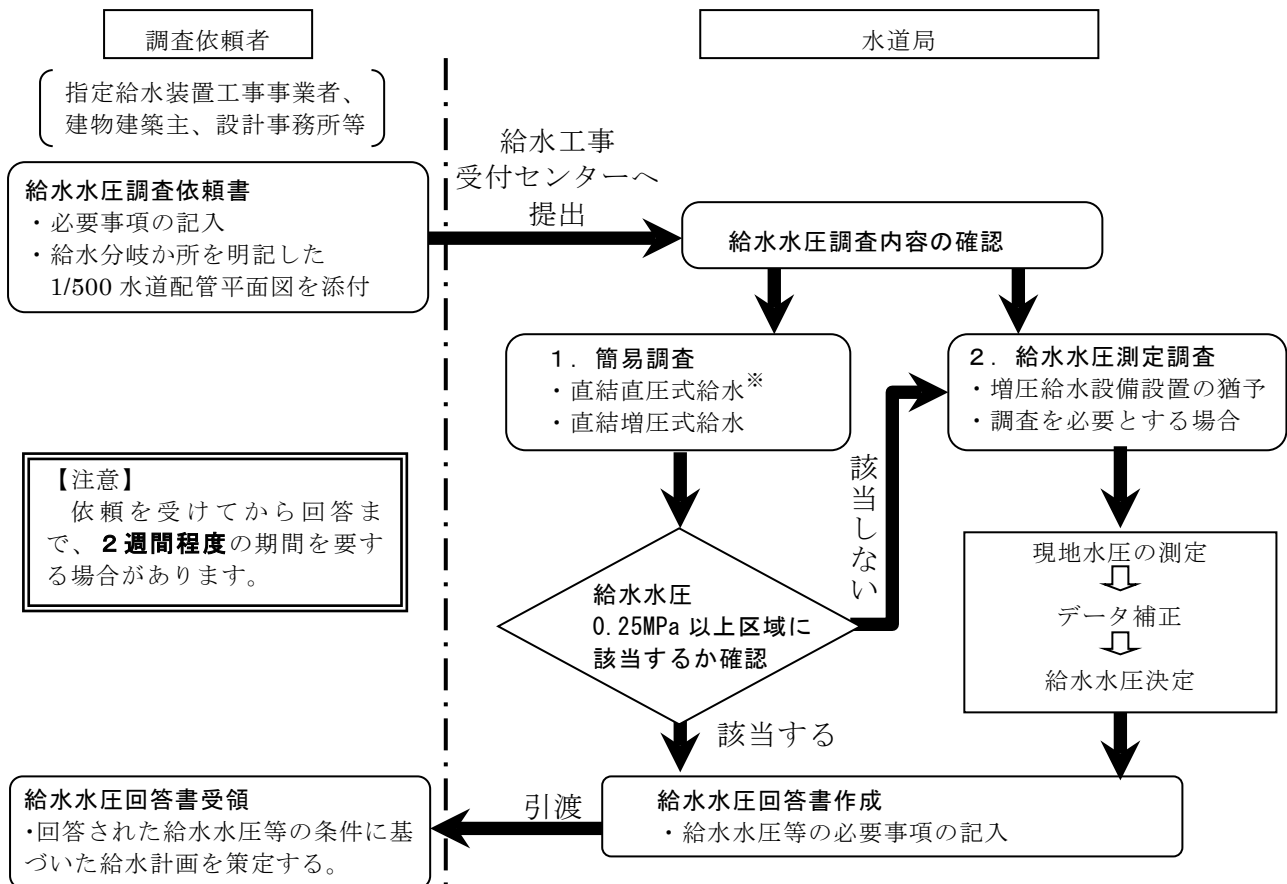 調査依頼者
水道局
指定給水装置工事事業者、
建物建築主、設計事務所等
給水水圧調査依頼書
・必要事項の記入
・給水分岐か所を明記した
1/500 水道配管平面図を添付
給水工事
受付センターへ
提出
給水水圧調査内容の確認
1．簡易調査
・直結直圧式給水※
・直結増圧式給水
2．給水水圧測定調査
・増圧給水設備設置の猶予
・調査を必要とする場合
【注意】
依頼を受けてから回答ま
で、２週間程度の期間を要す
る場合があります。
給水水圧
0.25MPa 以上区域に
該当するか確認
該当しない
現地水圧の測定
データ補正
給水水圧決定
該当する
給水水圧回答書作成
・給水水圧等の必要事項の記入
引渡
給水水圧回答書受領
・回答された給水水圧等の条件に基
づいた給水計画を策定する。